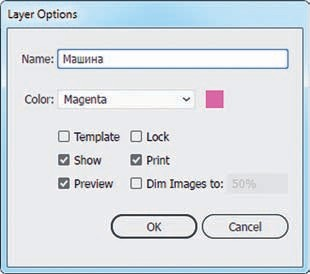 Layer Options
Name: Машина
Color: Magenta
Template Lock
Show Print
Preview Dim Images to: 50%
OK Cancel